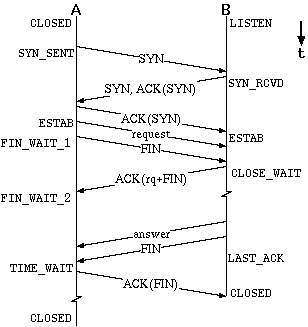 A B
CLOSED LISTEN
t
SYN_SENT
SYN
SYN_RCVD
SYN, ACK(SYN)
ACK(SYN)
ESTAB
request
ESTAB
FIN_WAIT_1
FIN
CLOSE_WAIT
ACK(rq+FIN)
FIN_WAIT_2
answer
FIN
LAST_ACK
TIME_WAIT
ACK(FIN)
CLOSED
CLOSED